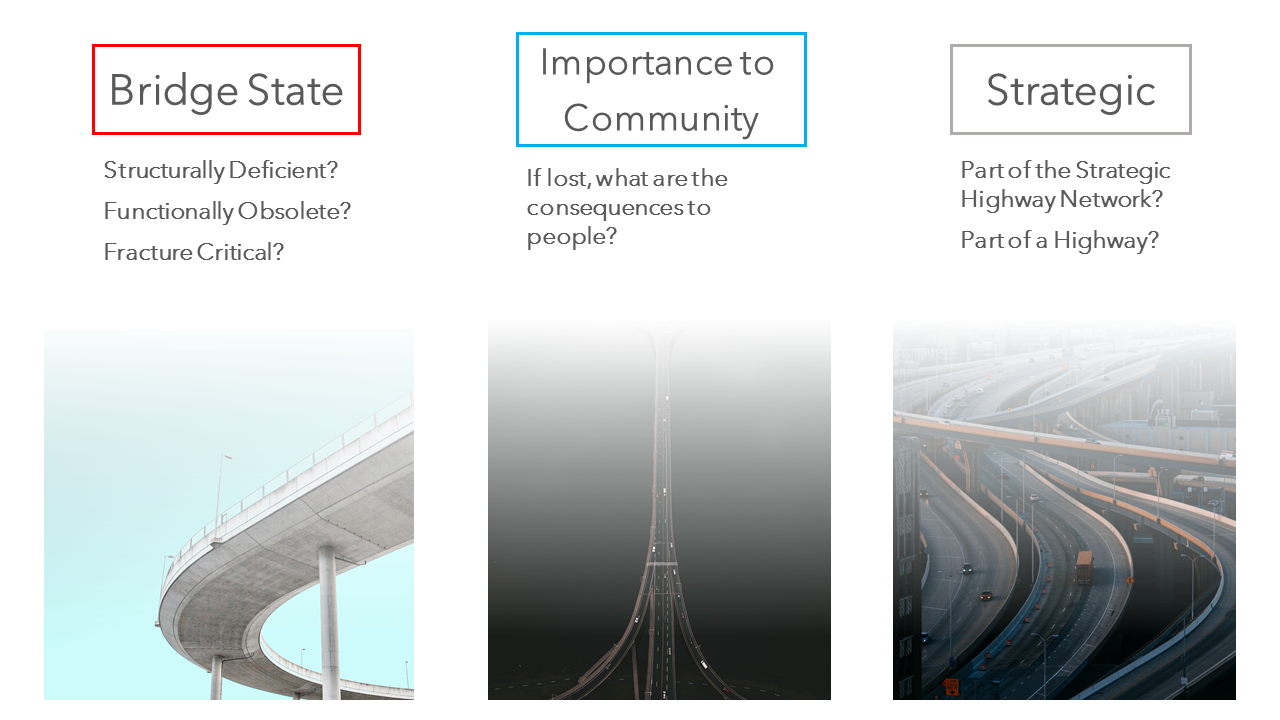 Bridge State
Structurally Deficient?
Functionally Obsolete?
Fracture Critical?
Importance to
Community
If lost, what are the
consequences to
people?
Strategic
Part of the Strategic
Highway Network?
Part of a Highway?